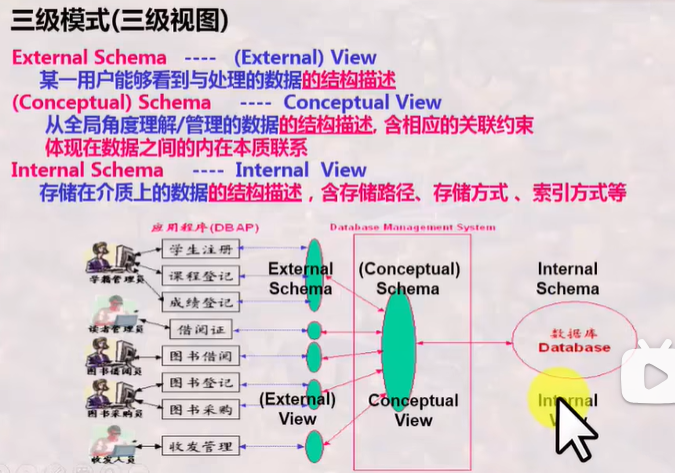 三级模式(三级视图)
External Schema ---- (External) View
某一用户能够看到与处理的数据的结构描述
(Conceptual) Schema ---- Conceptual View
从全局角度理解/管理的数据的结构描述, 含相应的关联约束
体现在数据之间的内在本质联系
Internal Schema ---- Internal View
存储在介质上的数据的结构描述，含存储路径、存储方式 、索引方式等
应用程序(DBAP)
Database Management System
学生注册
课程登记
学籍管理员
成绩登记
External
Schema
(Conceptual)
Schema
Internal
Schema
借阅证
读者管理员
图书借阅
图书借阅员
数据库
Database
图书登记
图书采购
图书采购员
(External)
View
Conceptual
View
Internal
收发管理
收发人员